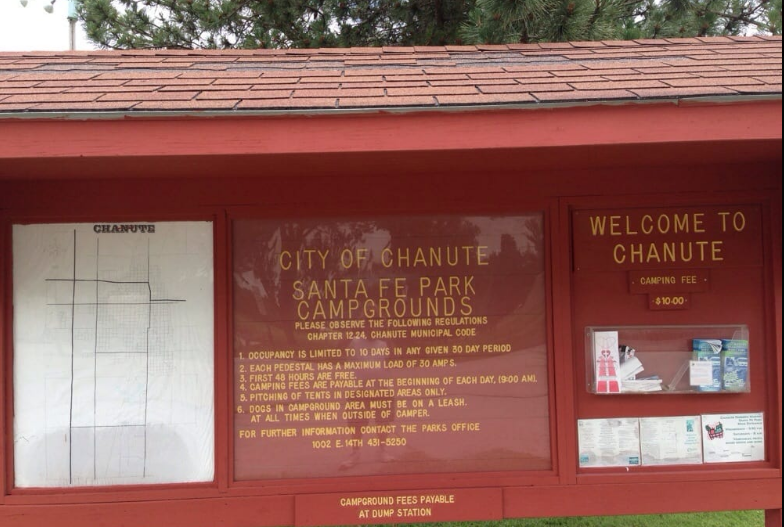 CHANUTE
CITY OF CHANUTE
SANTA FE PARK
CAMPGROUNDS
PLEASE OBSERVE THE FOLLOWING REGULATIONS
CHAPTER 12.24, CHANUTE MUNICIPAL CODE
1. OCCUPANCY IS LIMITED TO 10 DAYS IN ANY GIVEN 30 DAY PERIOD
2. EACH PEDESTAL HAS A MAXIMUM LOAD OF 30 AMPS.
3. FIRST 48 HOURS ARE FREE.
4. CAMPING FEES ARE PAYABLE AT THE BEGINNING OF EACH DAY, (9:00 AM).
5. PITCHING OF TENTS IN DESIGNATED AREAS ONLY.
6. DOGS IN CAMPGROUND AREA MUST BE ON A LEASH.
AT ALL TIMES WHEN OUTSIDE OF CAMPER.
FOR FURTHER INFORMATION CONTACT THE PARKS OFFICE
1002 E. 14TH 431-5250
WELCOME TO
CHANUTE
CAMPING FEE
$10.00
CAMPGROUND FEES PAYABLE
AT DUMP STATION